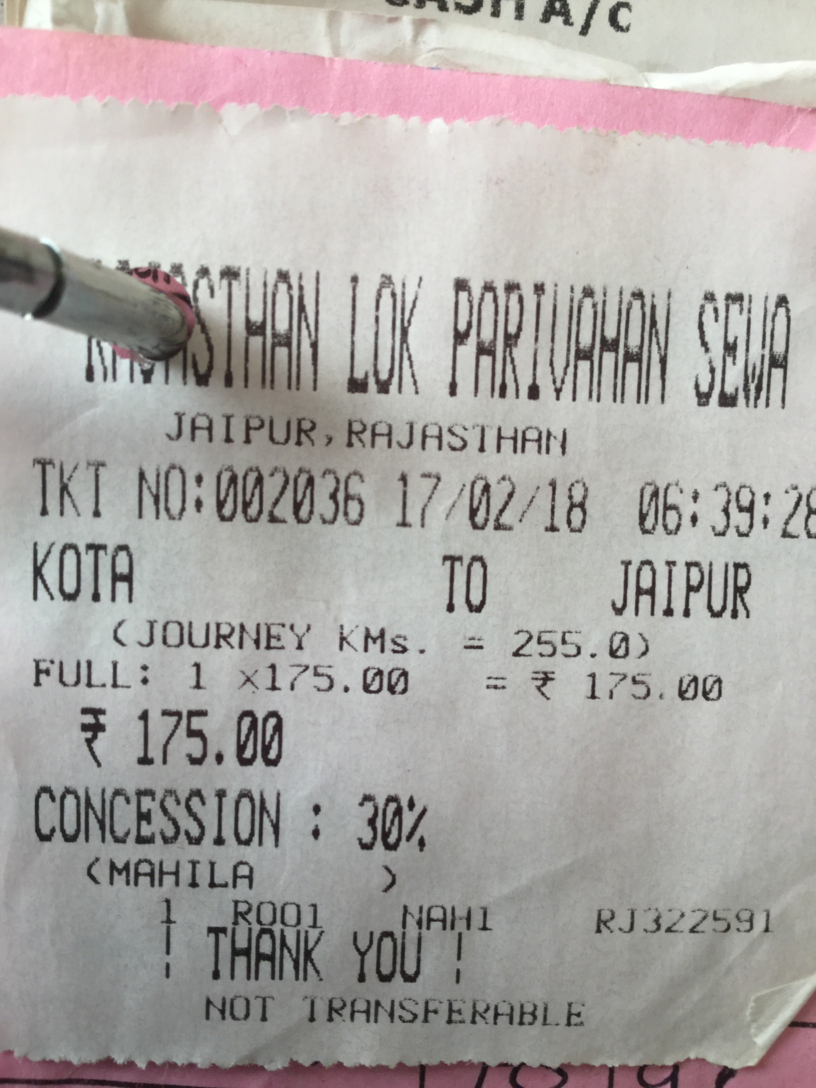 CASH A/C
RAJASTHAN LOK PARIVAHAN SEWA
JAIPUR,RAJASTHAN
TKT NO:002036 17/02/18 06:39:28
KOTA TO JAIPUR
(JOURNEY KMs. = 255.0)
FULL: 1 x175.00 = ₹ 175.00
₹ 175.00
CONCESSION : 30%
(MAHILA )
1 R001 NAH1 RJ322591
! THANK YOU !
NOT TRANSFERABLE